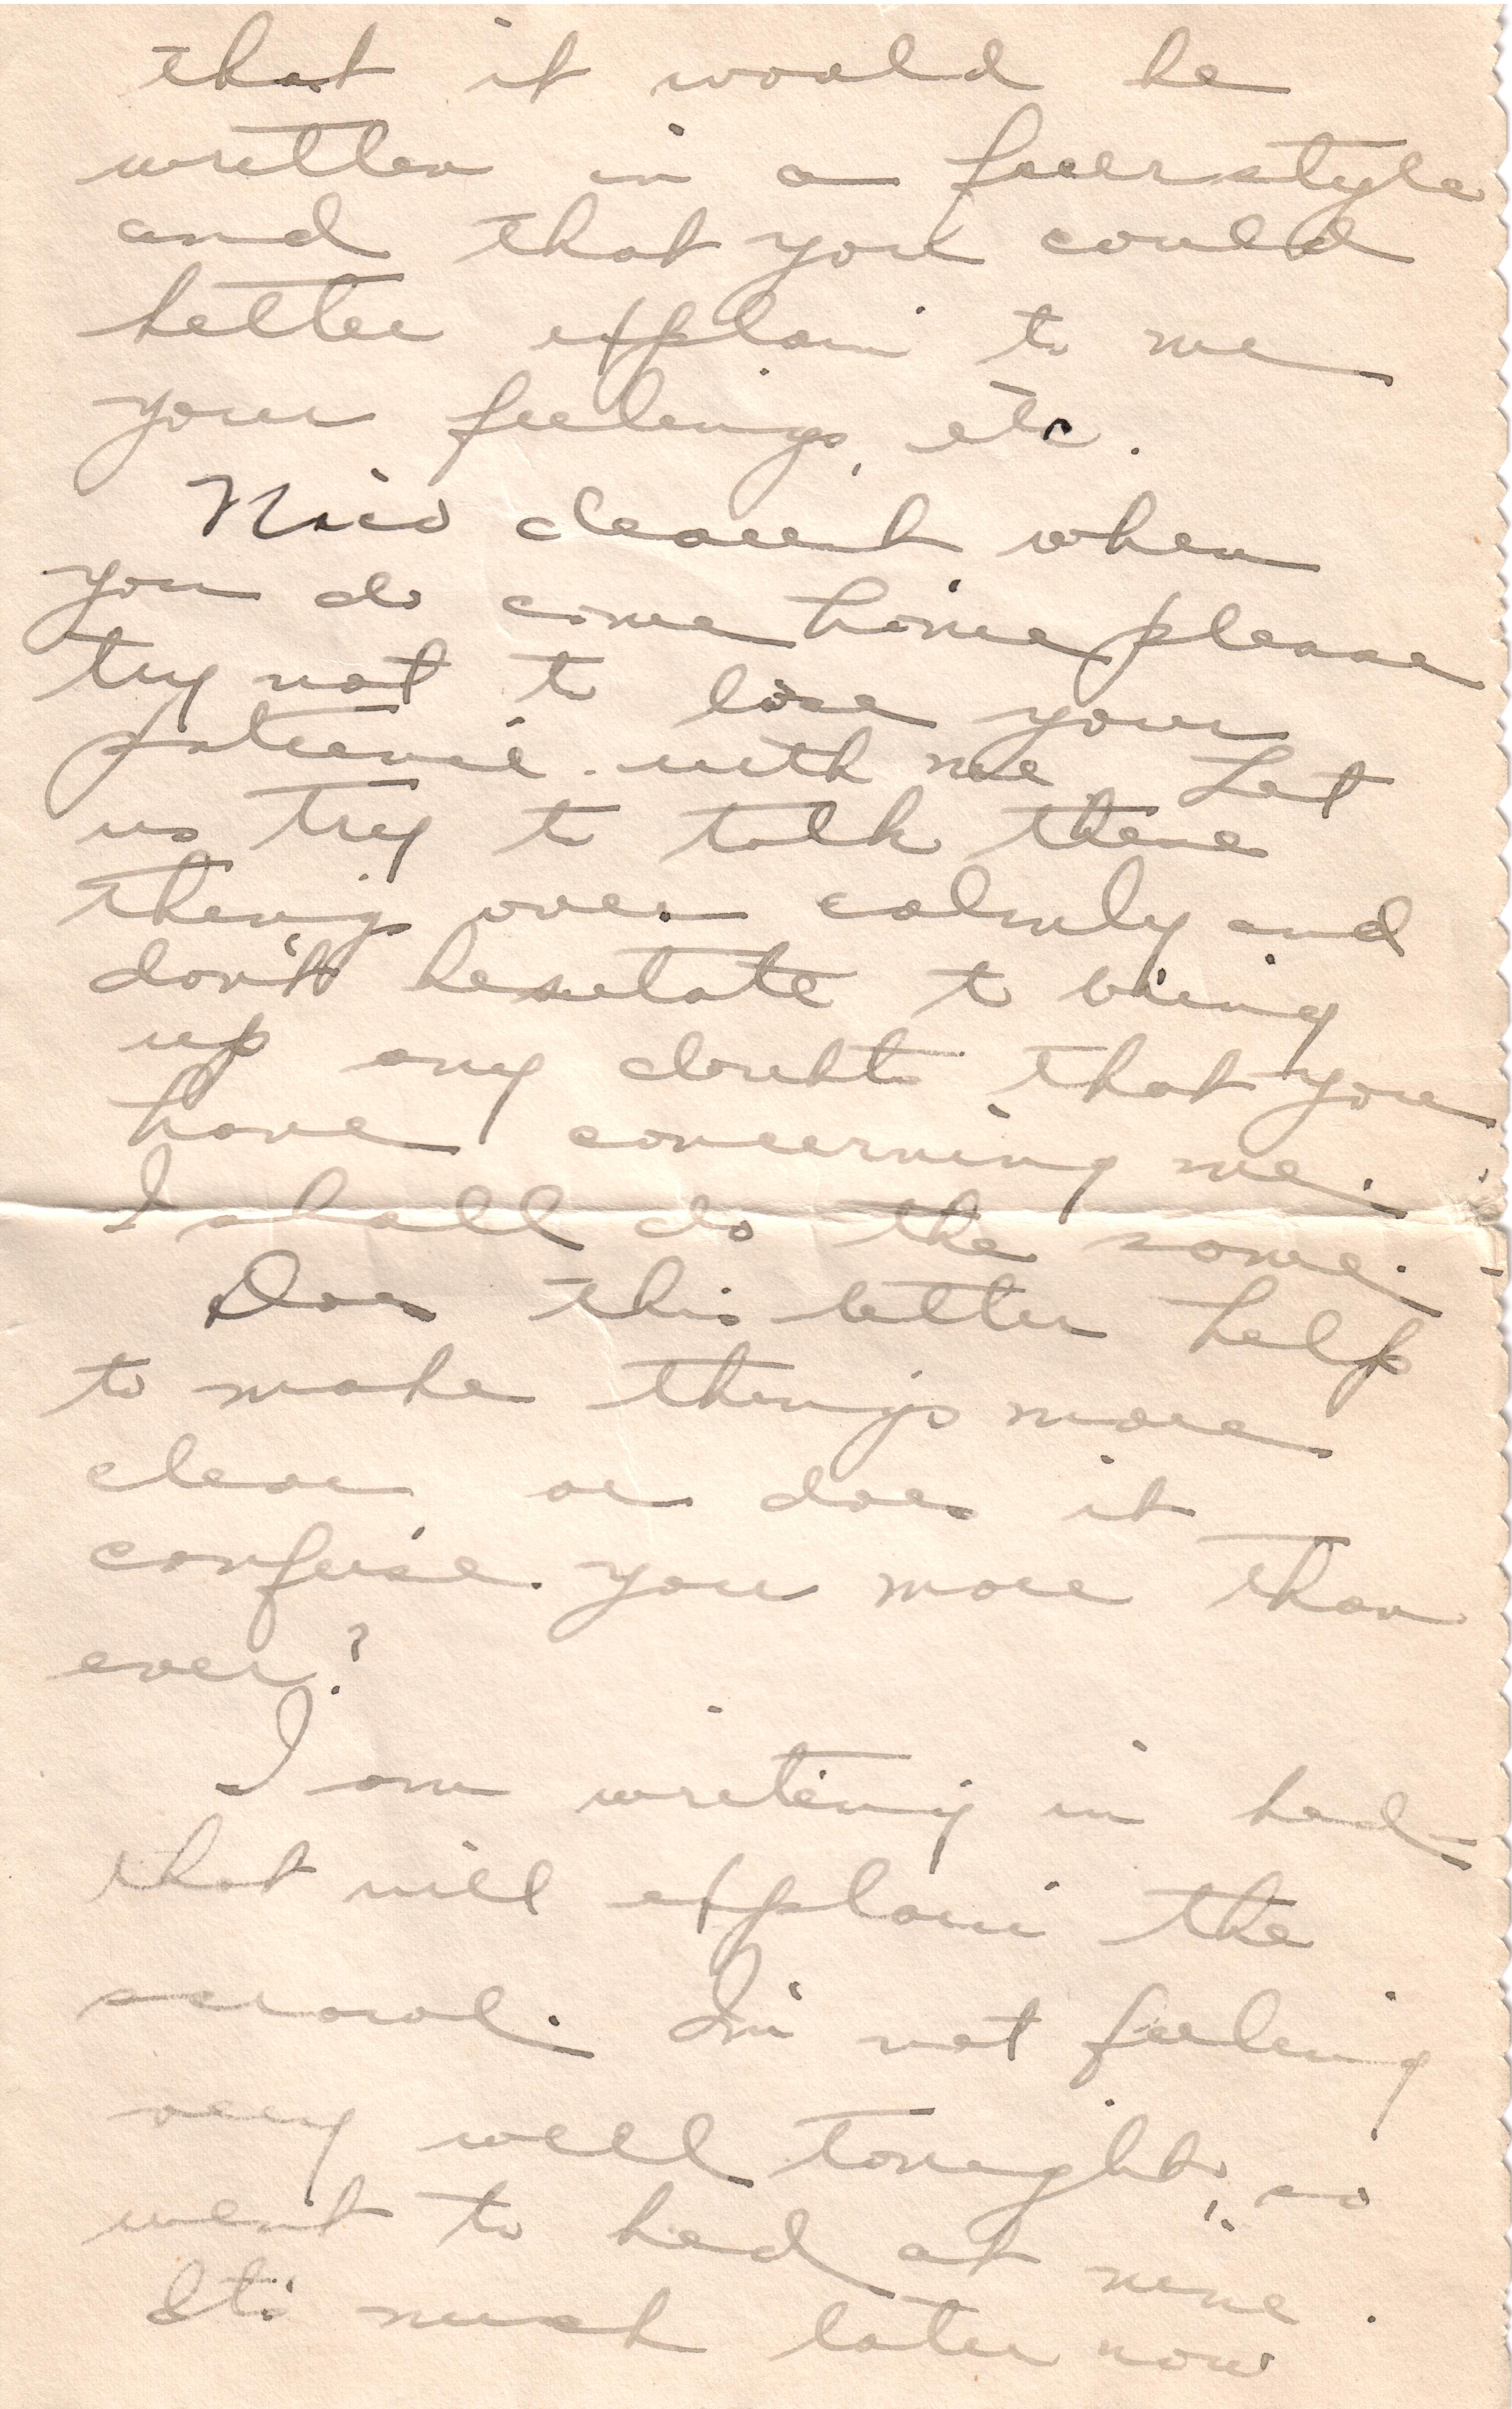 that it would be
written in a freer style
and that you could
better explain to me
your feelings, etc.
dearest when
you do come home please
try not to lose your
patience with me. Let
us try to talk these
things over calmly and
don't hesitate to bring
up any doubts that you
have concerning me.
I shall do the same.
Does this letter help
to make things more
clear or does it
confuse you more than
ever?
I am writing in bed -
that will explain the
scrawl. I'm not feeling
very well tonight, so
went to bed at nine.
It's much later now